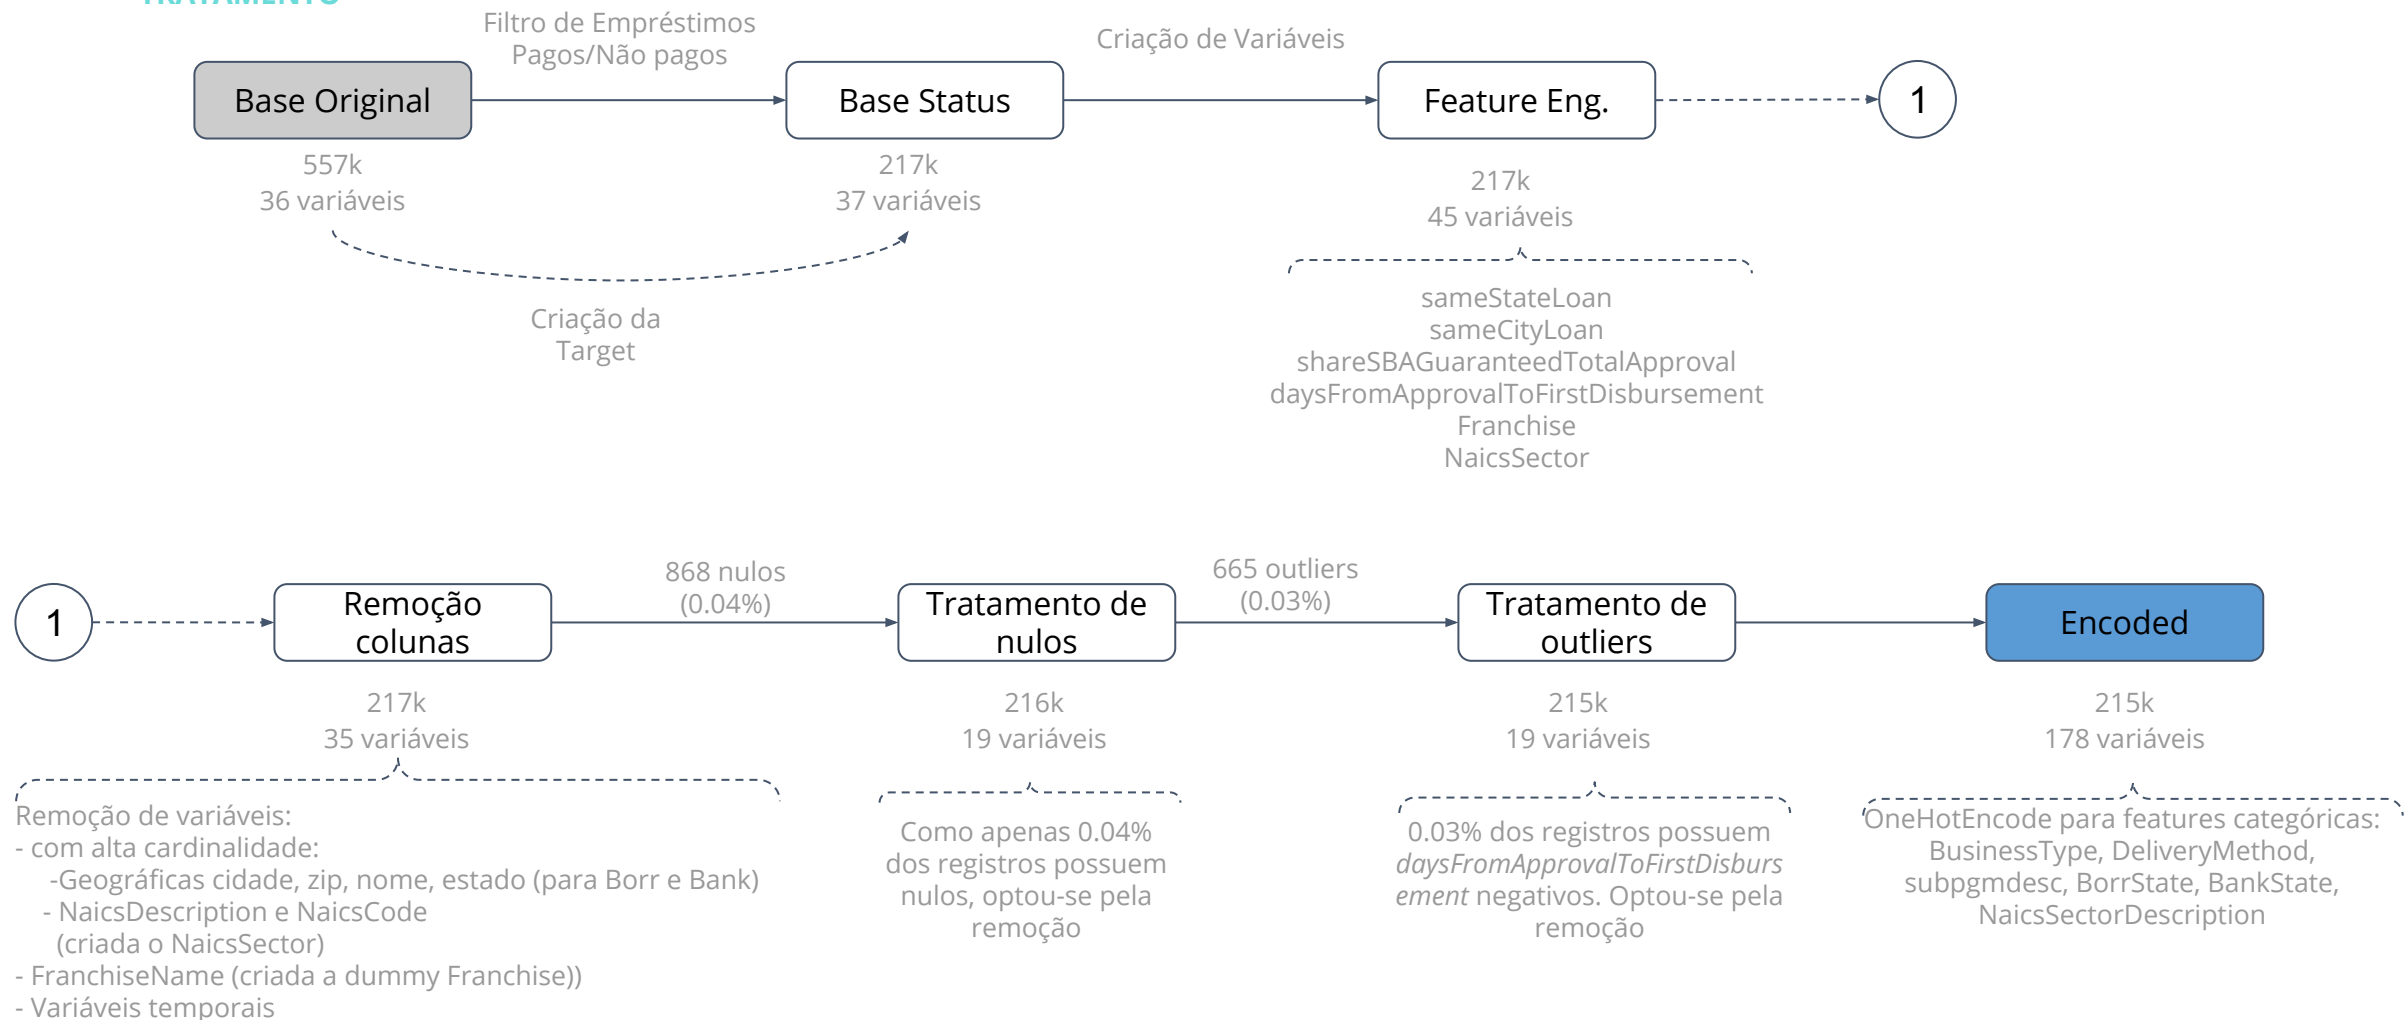 TRATAMENTO
Filtro de Empréstimos
Pagos/Não pagos
Criação de Variáveis
Base Original
Base Status
Feature Eng.
1
557k
36 variáveis
217k
37 variáveis
217k
45 variáveis
Criação da
Target
sameStateLoan
sameCityLoan
shareSBAGuaranteedTotalApproval
daysFromApprovalToFirstDisbursement
Franchise
NaicsSector
1
Remoção
colunas
868 nulos
(0.04%)
Tratamento de
nulos
665 outliers
(0.03%)
Tratamento de
outliers
Encoded
217k
35 variáveis
216k
19 variáveis
215k
19 variáveis
215k
178 variáveis
Remoção de variáveis:
- com alta cardinalidade:
-Geográficas cidade, zip, nome, estado (para Borr e Bank)
- NaicsDescription e NaicsCode
(criada o NaicsSector)
- FranchiseName (criada a dummy Franchise))
- Variáveis temporais
Como apenas 0.04%
dos registros possuem
nulos, optou-se pela
remoção
0.03% dos registros possuem
daysFromApprovalToFirstDisburs
ement negativos. Optou-se pela
remoção
OneHotEncode para features categóricas:
BusinessType, DeliveryMethod,
subpgmdesc, BorrState, BankState,
NaicsSectorDescription